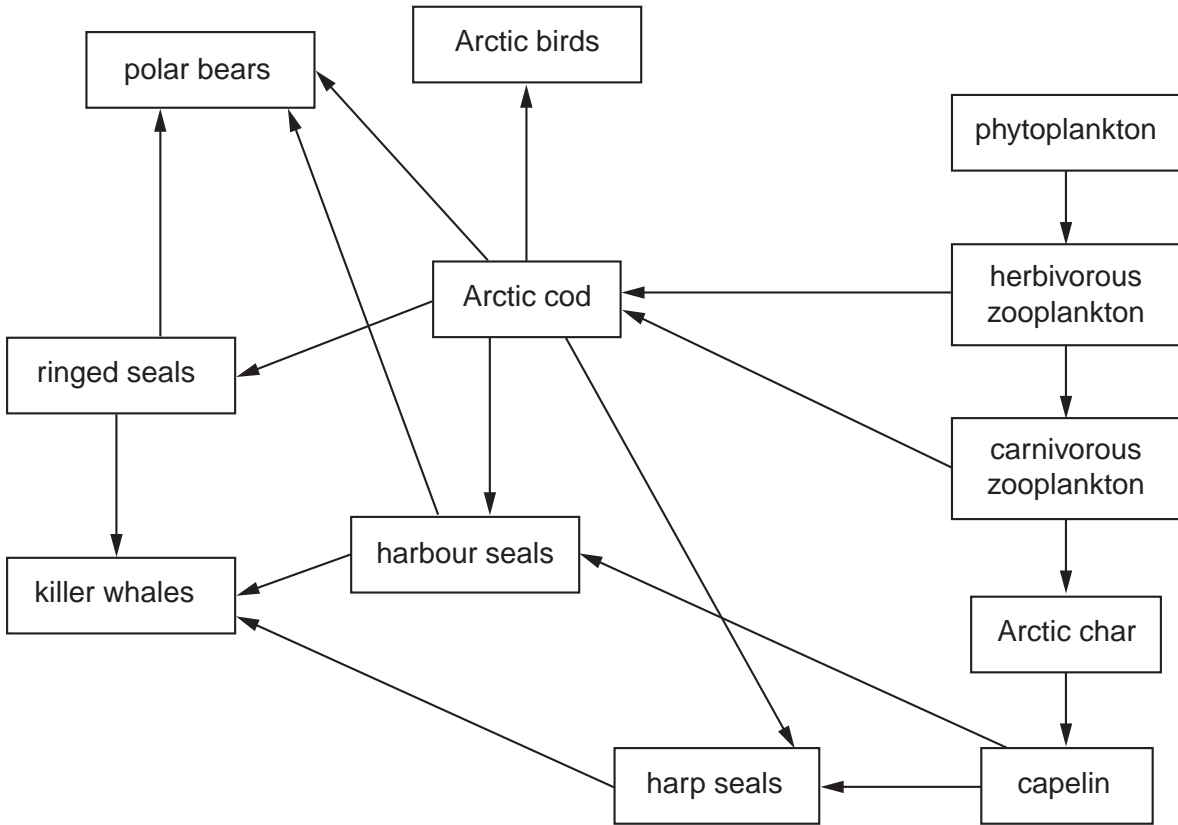 Arctic birds
polar bears
phytoplankton
herbivorous
zooplankton
Arctic cod
ringed seals
carnivorous
zooplankton
harbour seals
killer whales
Arctic char
harp seals
capelin